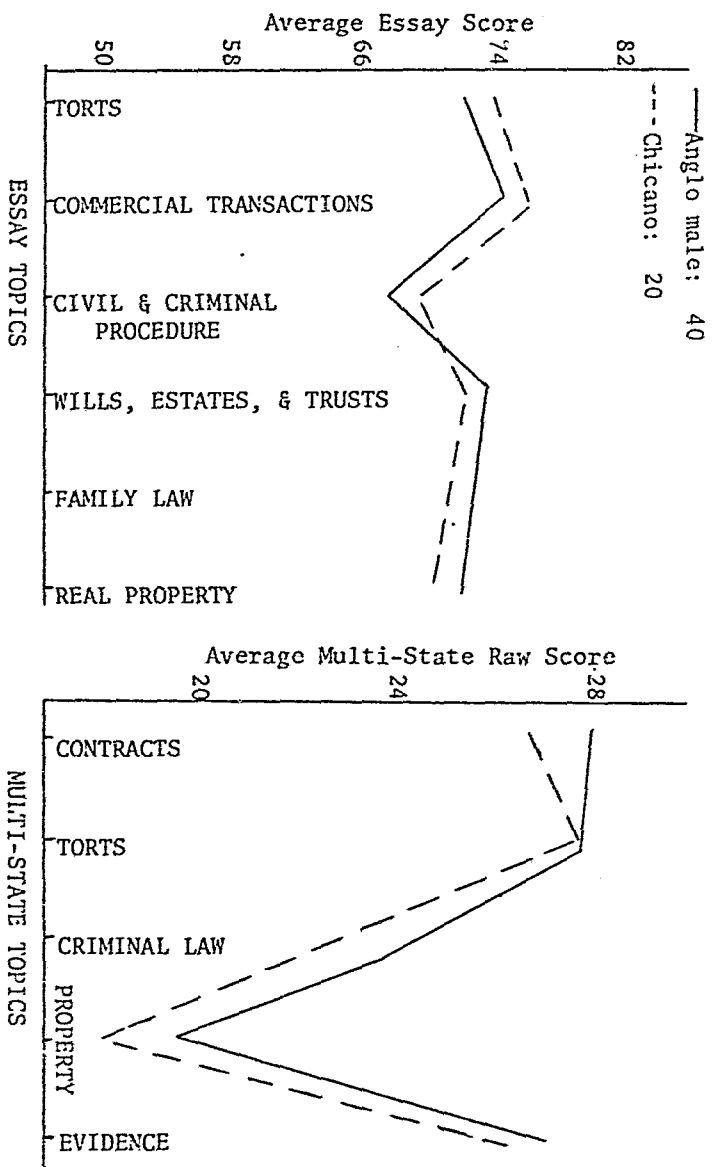 Average Essay Score
50
58
66
74
82
Anglo male: 40
Chicano: 20
TORTS
COMMERCIAL TRANSACTIONS
CIVIL & CRIMINAL
PROCEDURE
WILLS, ESTATES, & TRUSTS
FAMILY LAW
REAL PROPERTY
ESSAY TOPICS
Average Multi-State Raw Score
20
24
28
CONTRACTS
TORTS
CRIMINAL LAW
PROPERTY
EVIDENCE
MULTI-STATE TOPICS